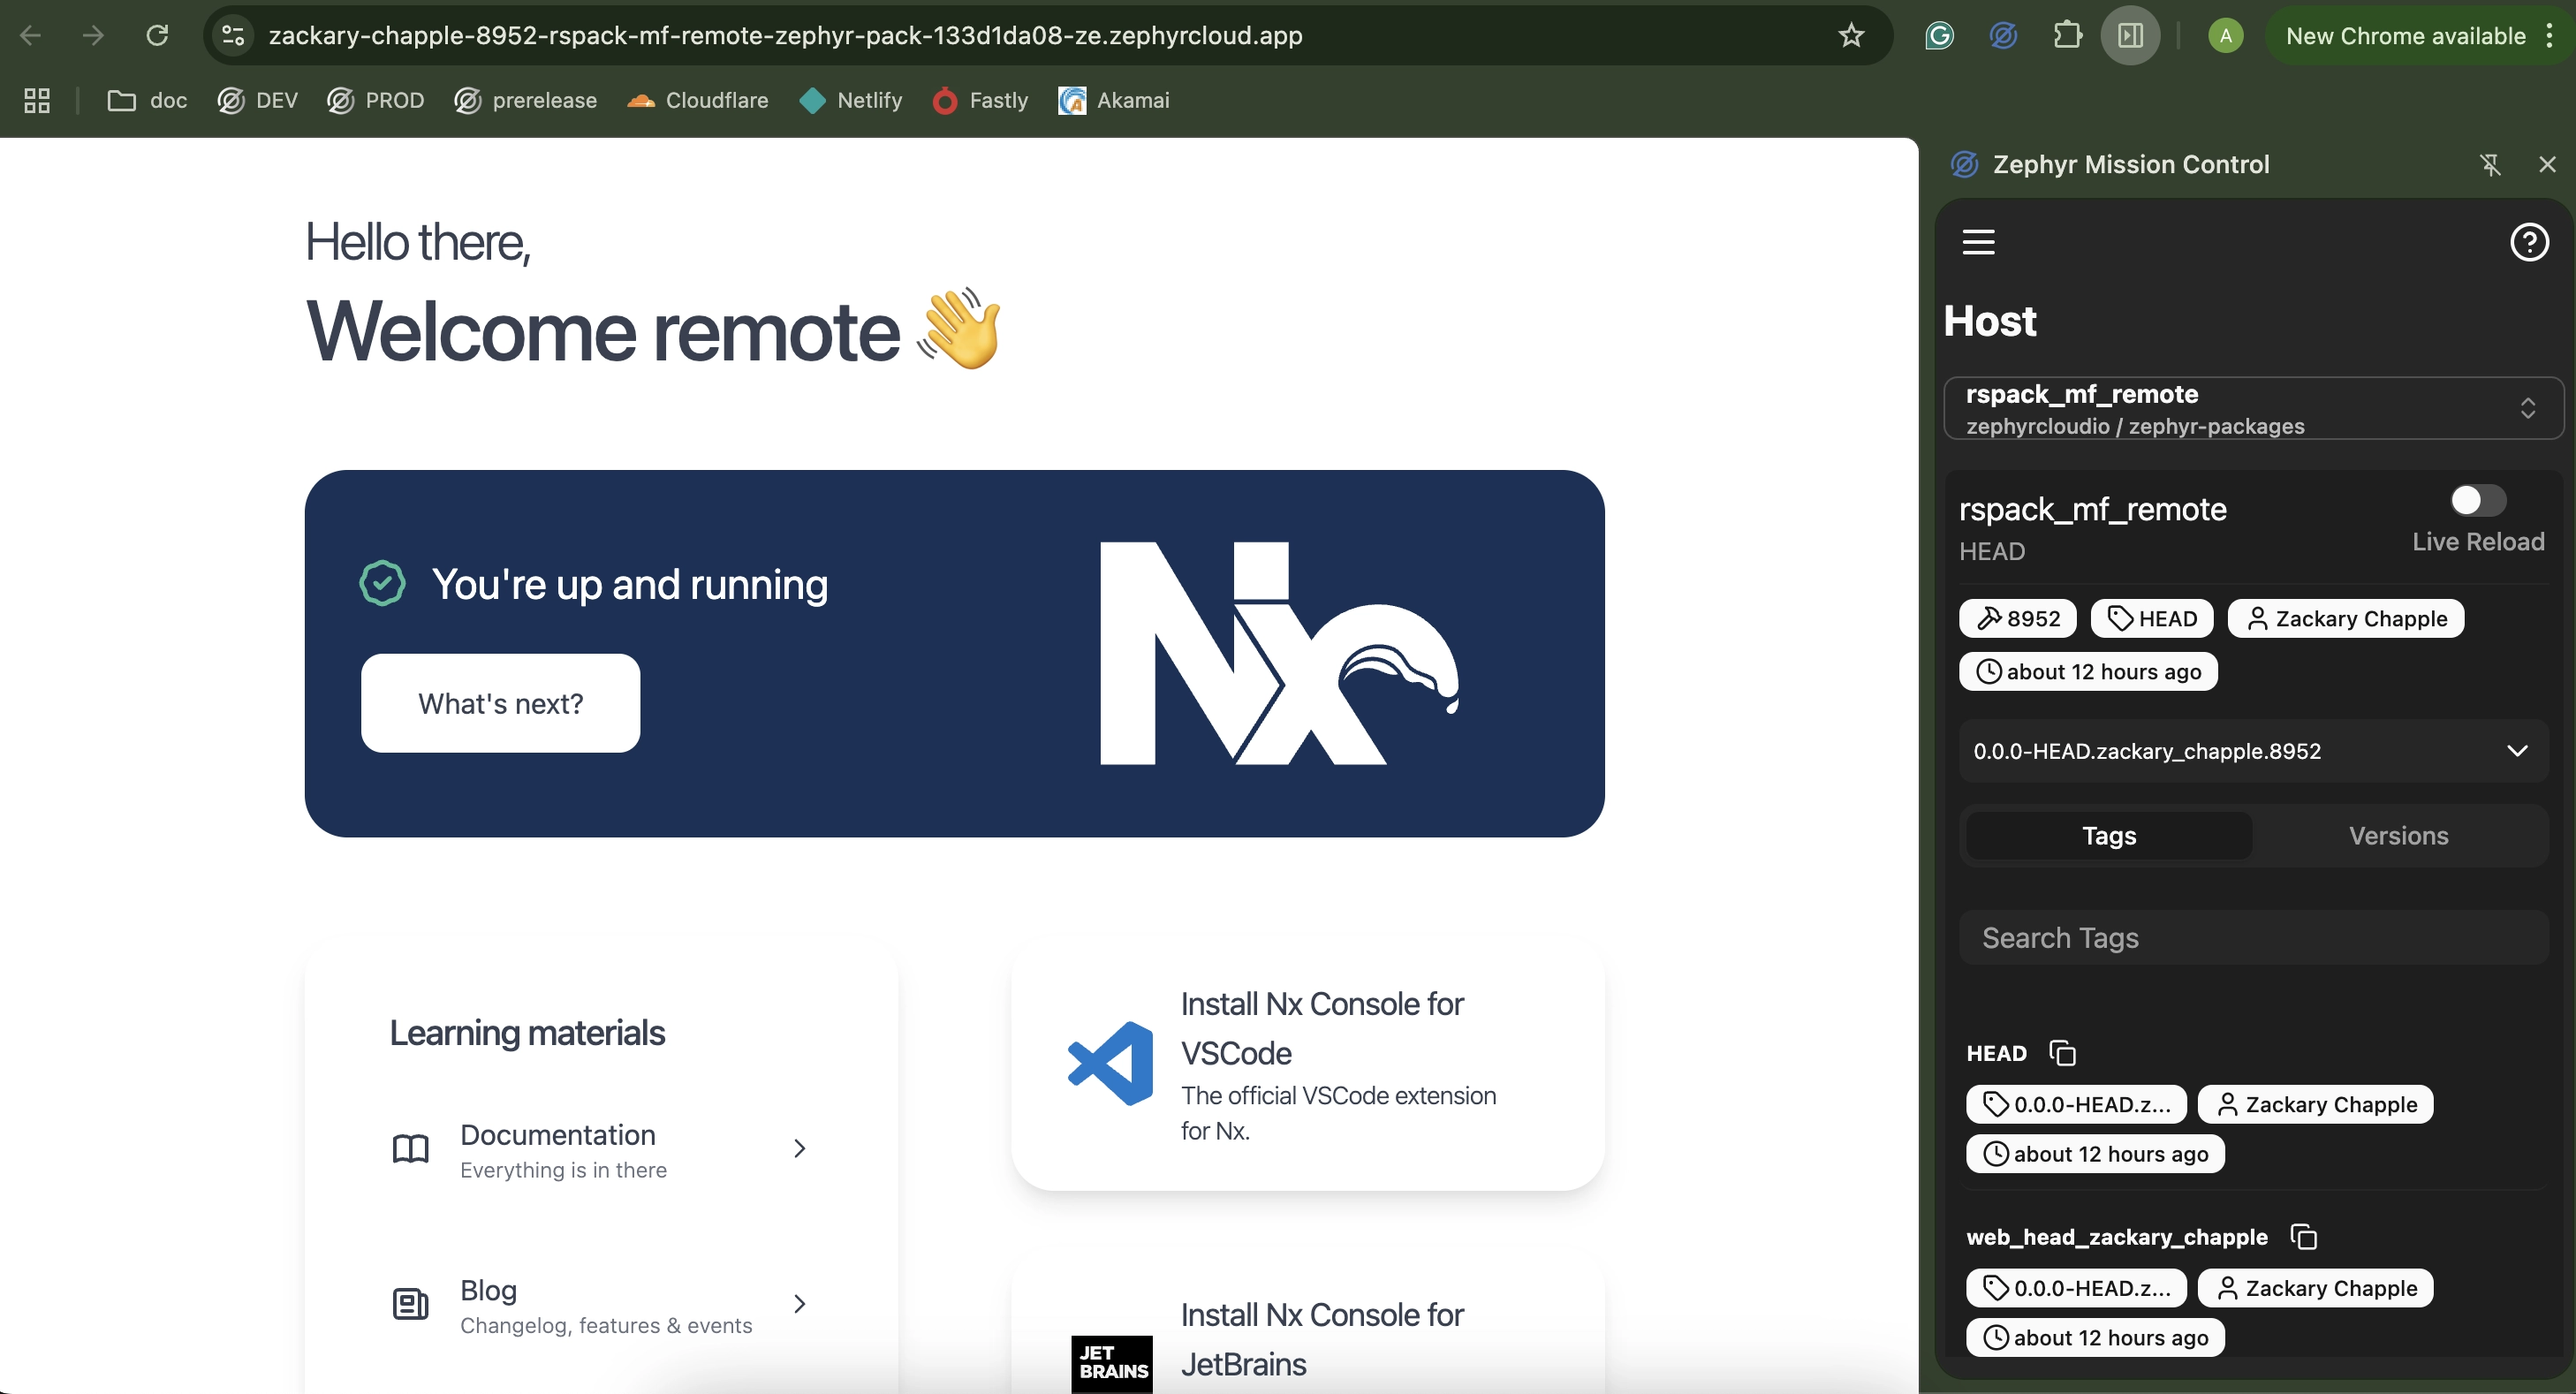 zackary-chapple-8952-rspack-mf-remote-zephyr-pack-133d1da08-ze.zephyrcloud.app
A
New Chrome available
doc
DEV
PROD
prerelease
Cloudflare
Netlify
Fastly
Akamai
Hello there,
Welcome remote 👋
You're up and running
What's next?
Nx
Learning materials
Documentation
Everything is in there
Blog
Changelog, features & events
Install Nx Console for
VSCode
The official VSCode extension
for Nx.
Install Nx Console for
JetBrains
JET
BRAINS
Zephyr Mission Control
Host
rspack_mf_remote
zephyrcloudio / zephyr-packages
rspack_mf_remote
HEAD
Live Reload
8952
HEAD
Zackary Chapple
about 12 hours ago
0.0.0-HEAD.zackary_chapple.8952
Tags
Versions
Search Tags
HEAD
0.0.0-HEAD.z...
Zackary Chapple
about 12 hours ago
web_head_zackary_chapple
0.0.0-HEAD.z...
Zackary Chapple
about 12 hours ago